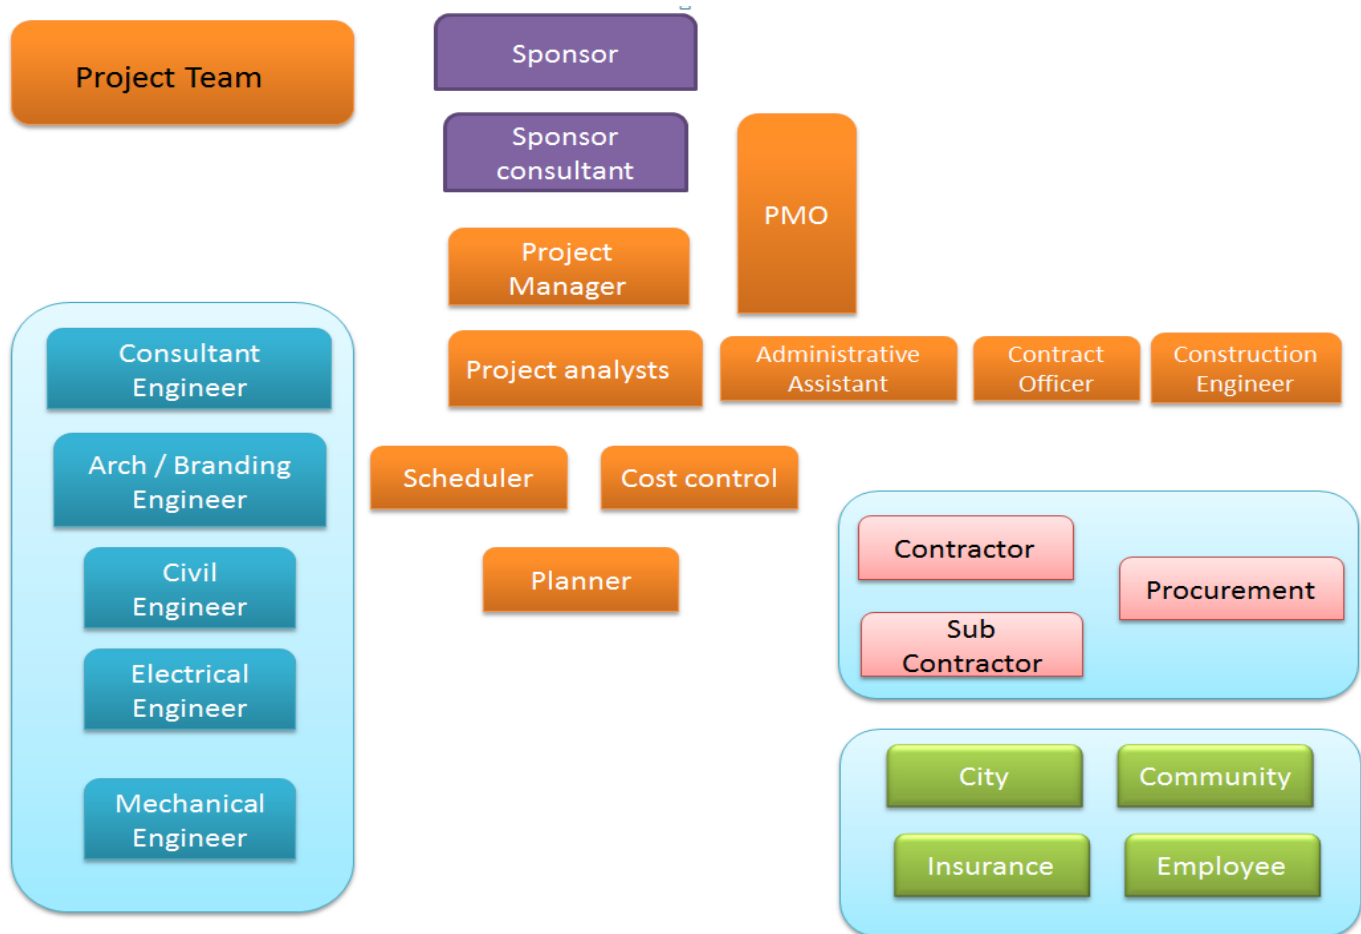 Project Team
Sponsor
Sponsor
consultant
PMO
Project
Manager
Consultant
Engineer
Project analysts
Administrative
Assistant
Contract
Officer
Construction
Engineer
Arch / Branding
Engineer
Scheduler
Cost control
Civil
Engineer
Planner
Contractor
Procurement
Sub
Contractor
Electrical
Engineer
Mechanical
Engineer
City
Community
Insurance
Employee